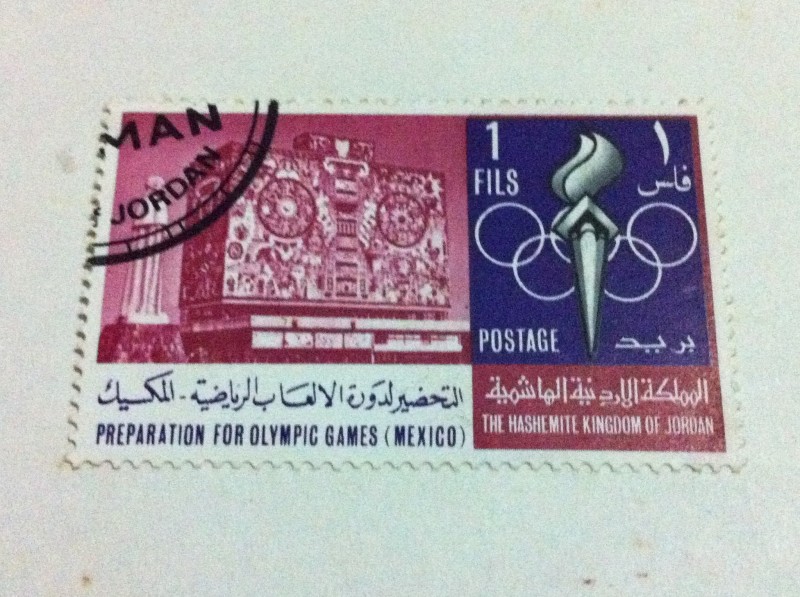 MAN
JORDAN
1 ١
FILS فلس
POSTAGE بريد
التحضير لدورة الالعاب الرياضية - المكسيك
PREPARATION FOR OLYMPIC GAMES (MEXICO)
المملكة الاردنية الهاشمية
THE HASHEMITE KINGDOM OF JORDAN